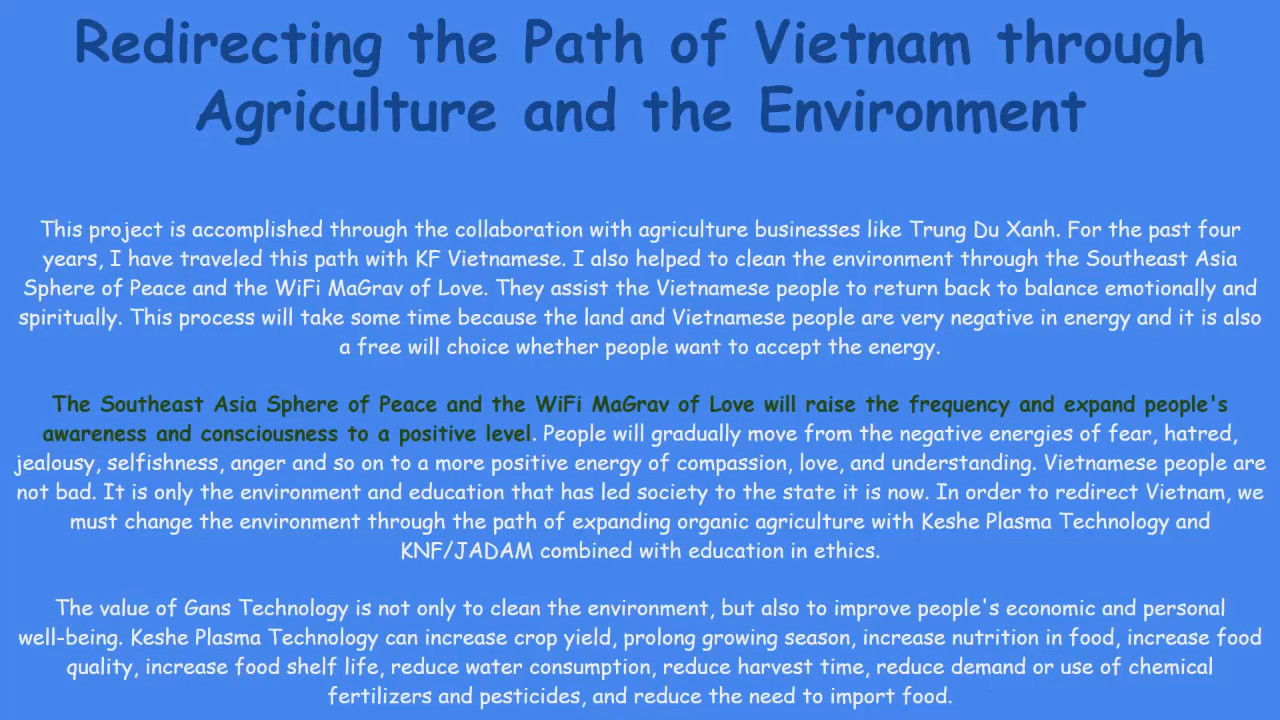 Redirecting the Path of Vietnam through
Agriculture and the Environment
This project is accomplished through the collaboration with agriculture businesses like Trung Du Xanh. For the past four
years, I have traveled this path with KF Vietnamese. I also helped to clean the environment through the Southeast Asia
Sphere of Peace and the WiFi MaGrav of Love. They assist the Vietnamese people to return back to balance emotionally and
spiritually. This process will take some time because the land and Vietnamese people are very negative in energy and it is also
a free will choice whether people want to accept the energy.
The Southeast Asia Sphere of Peace and the WiFi MaGrav of Love will raise the frequency and expand people's
awareness and consciousness to a positive level. People will gradually move from the negative energies of fear, hatred,
jealousy, selfishness, anger and so on to a more positive energy of compassion, love, and understanding. Vietnamese people are
not bad. It is only the environment and education that has led society to the state it is now. In order to redirect Vietnam, we
must change the environment through the path of expanding organic agriculture with Keshe Plasma Technology and
KNF/JADAM combined with education in ethics.
The value of Gans Technology is not only to clean the environment, but also to improve people's economic and personal
well-being. Keshe Plasma Technology can increase crop yield, prolong growing season, increase nutrition in food, increase food
quality, increase food shelf life, reduce water consumption, reduce harvest time, reduce demand or use of chemical
fertilizers and pesticides, and reduce the need to import food.